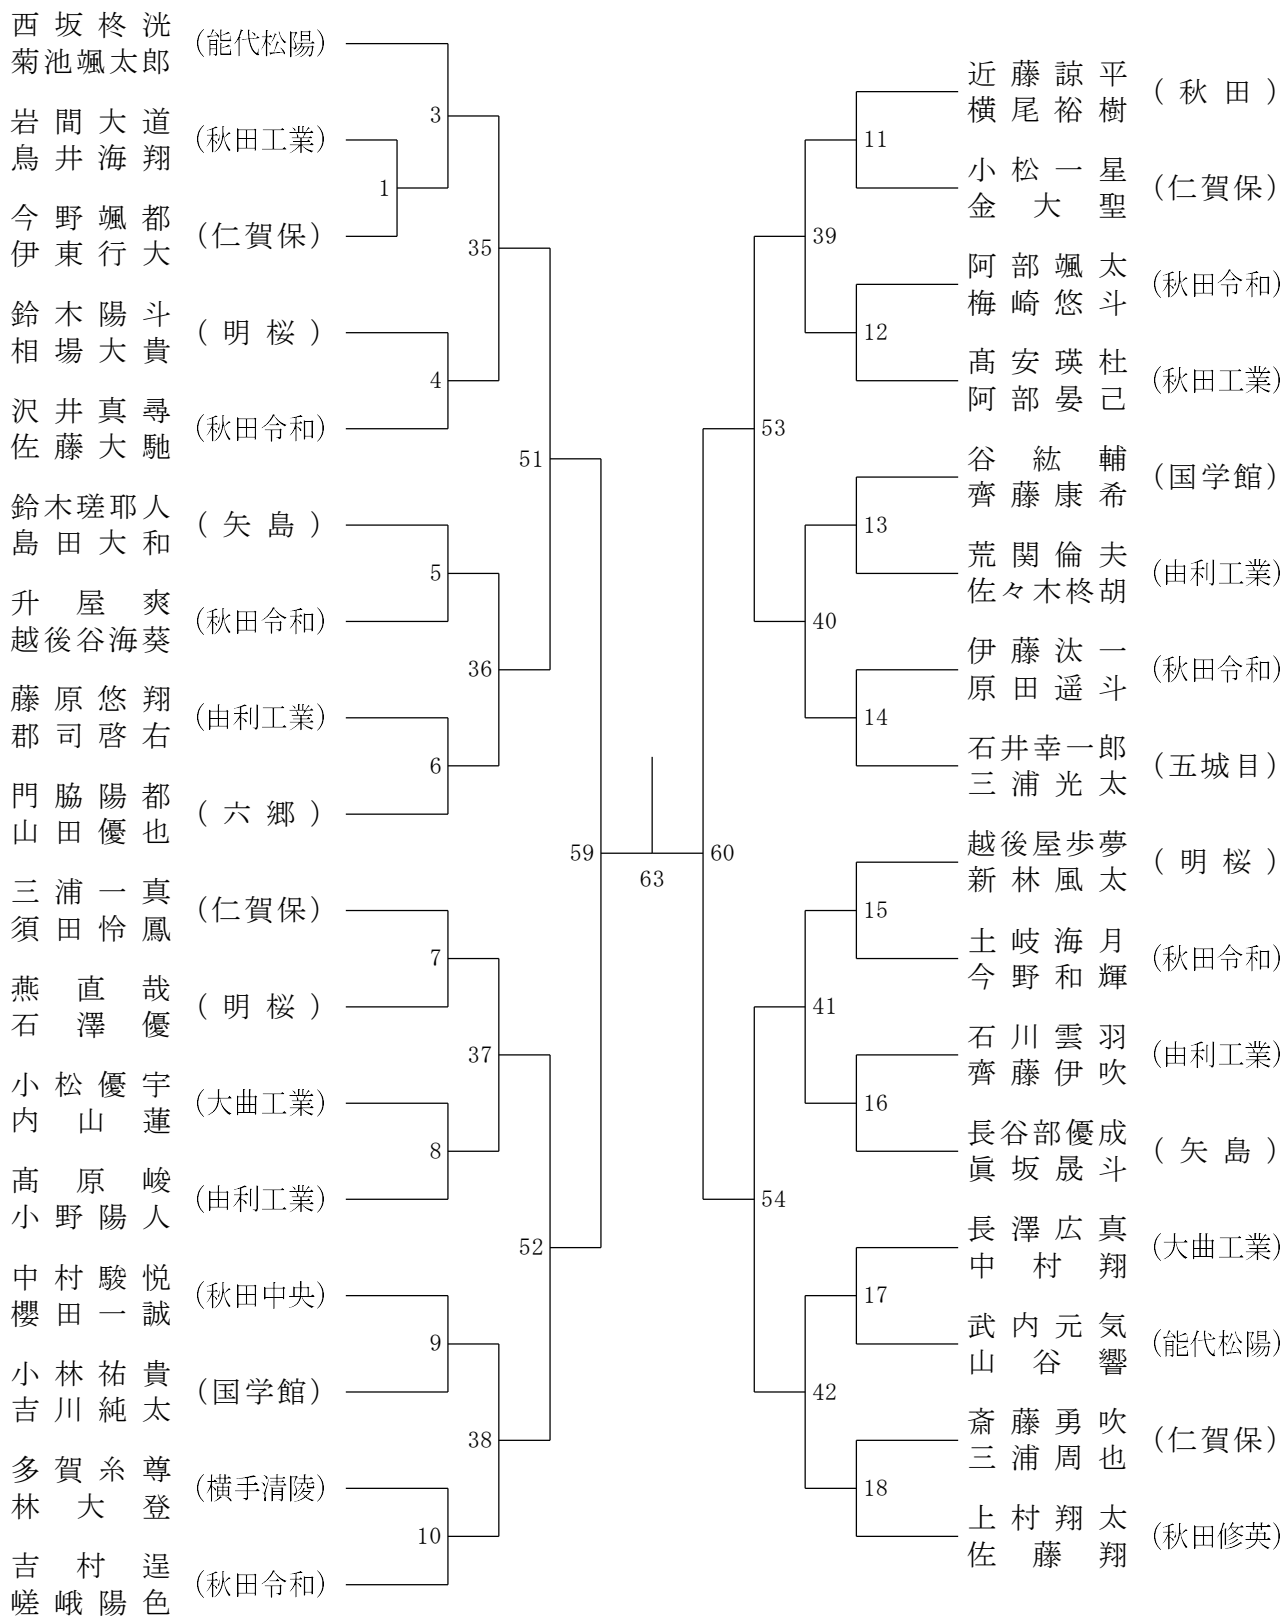 西坂柊洸
菊池颯太郎
(能代松陽)
岩間大道
鳥井海翔
(秋田工業)
今野颯都
伊東行大
(仁賀保)
鈴木陽斗
相場大貴
(明桜)
沢井真尋
佐藤大馳
(秋田令和)
鈴木瑳耶人
島田大和
(矢島)
升屋爽
越後谷海葵
(秋田令和)
藤原悠翔
郡司啓右
(由利工業)
門脇陽都
山田優也
(六郷)
三浦一真
須田怜鳳
(仁賀保)
燕直哉
石澤優
(明桜)
小松優宇
内山蓮
(大曲工業)
髙原峻
小野陽人
(由利工業)
中村駿悦
櫻田一誠
(秋田中央)
小林祐貴
吉川純太
(国学館)
多賀糸尊
林大登
(横手清陵)
吉村逞
嵯峨陽色
(秋田令和)
3
1
35
4
51
5
36
6
59
7
37
8
52
9
38
10
63
60
11
39
12
53
13
40
14
15
41
16
54
17
42
18
近藤諒平
横尾裕樹
(秋田)
小松一星
金大聖
(仁賀保)
阿部颯太
梅崎悠斗
(秋田令和)
髙安瑛杜
阿部晏己
(秋田工業)
谷紘輔
齊藤康希
(国学館)
荒関倫夫
佐々木柊胡
(由利工業)
伊藤汰一
原田遥斗
(秋田令和)
石井幸一郎
三浦光太
(五城目)
越後屋歩夢
新林風太
(明桜)
土岐海月
今野和輝
(秋田令和)
石川雲羽
齊藤伊吹
(由利工業)
長谷部優成
眞坂晟斗
(矢島)
長澤広真
中村翔
(大曲工業)
武内元気
山谷響
(能代松陽)
斎藤勇吹
三浦周也
(仁賀保)
上村翔太
佐藤翔
(秋田修英)